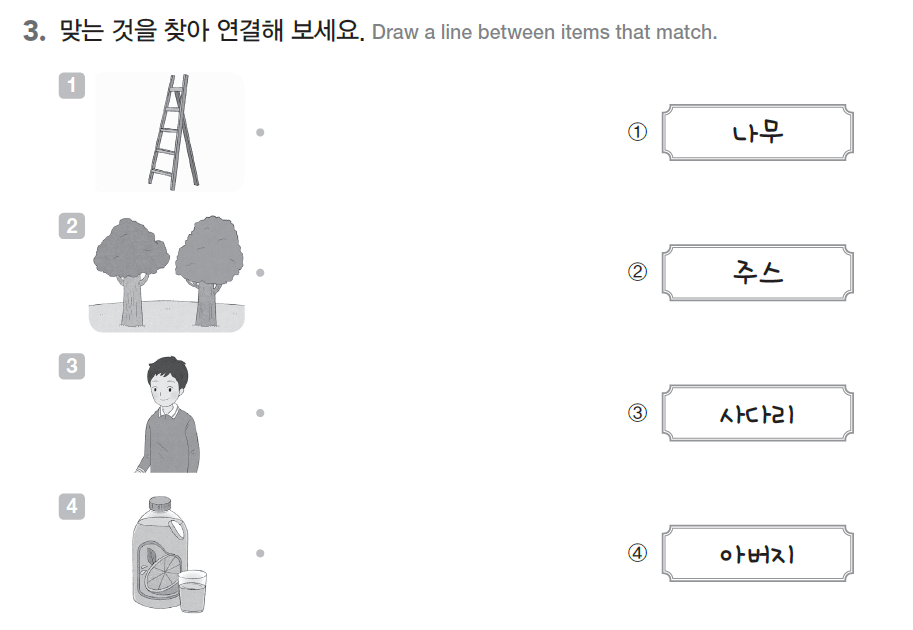 3. 맞는 것을 찾아 연결해 보세요. Draw a line between items that match.
1
① 나무
2
② 주스
3
③ 사다리
4
④ 아버지